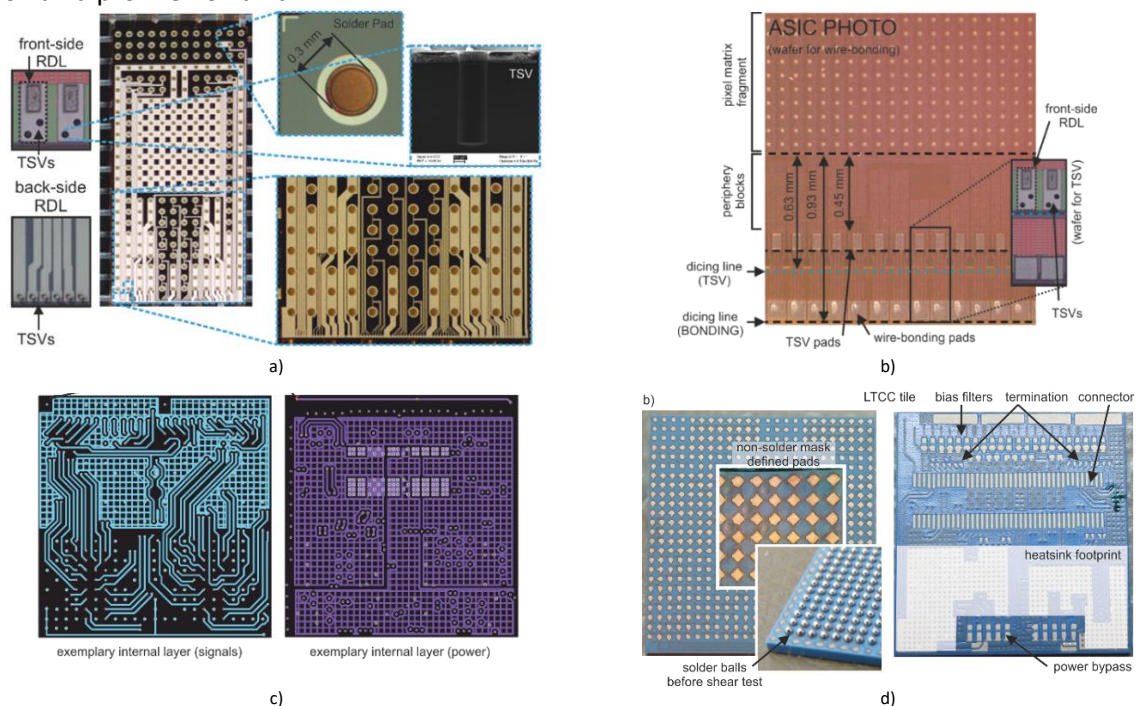 front-side
RDL
TSVs
back-side
RDL
TSVs
Solder Pad
0.3 mm
TSV
a)
ASIC PHOTO
(wafer for wire-bonding)
pixel matrix
fragment
periphery
blocks
0.63 mm
0.93 mm
0.45 mm
front-side
RDL
(wafer for TSV)
TSVs
dicing line
(TSV)
dicing line
(BONDING)
TSV pads
wire-bonding pads
b)
exemplary internal layer (signals)
exemplary internal layer (power)
c)
b)
non-solder mask
defined pads
solder balls
before shear test
LTCC tile
bias filters
termination
connector
heatsink footprint
power bypass
d)